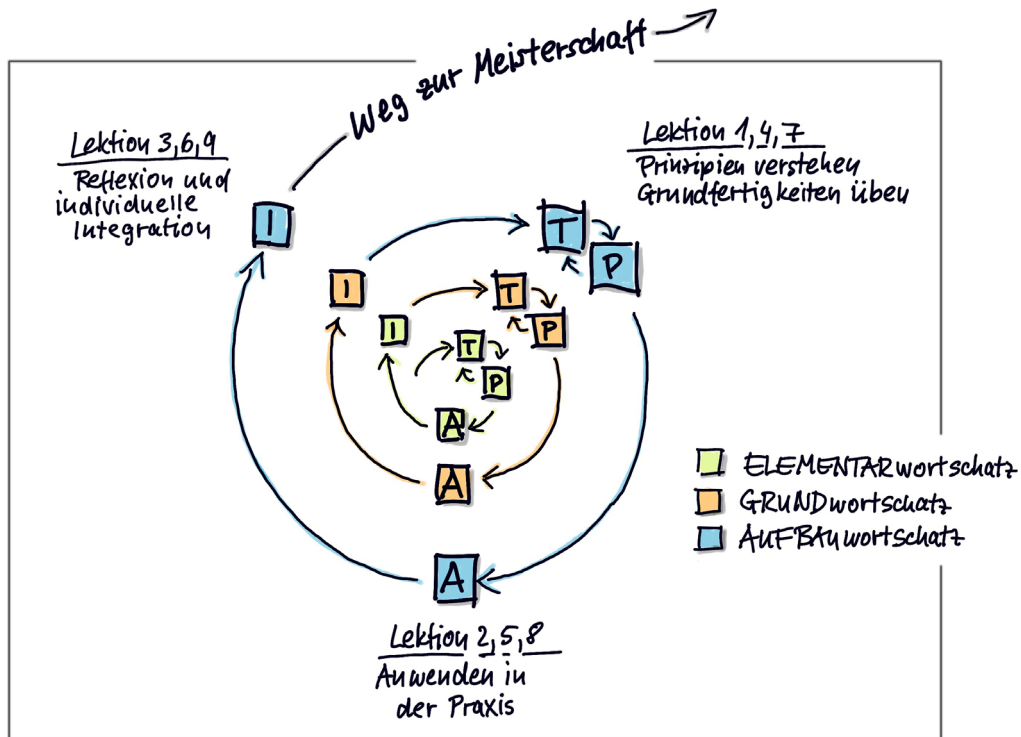 Weg zur Meisterschaft
Lektion 3,6,9
Reflexion und
individuelle
Integration
Lektion 1,4,7
Prinzipien verstehen
Grundfertigkeiten üben
I
T
P
I
T
P
I
T
P
A
A
A
ELEMENTARwortschatz
GRUNDwortschatz
AUFBAUwortschatz
Lektion 2,5,8
Anwenden in
der Praxis